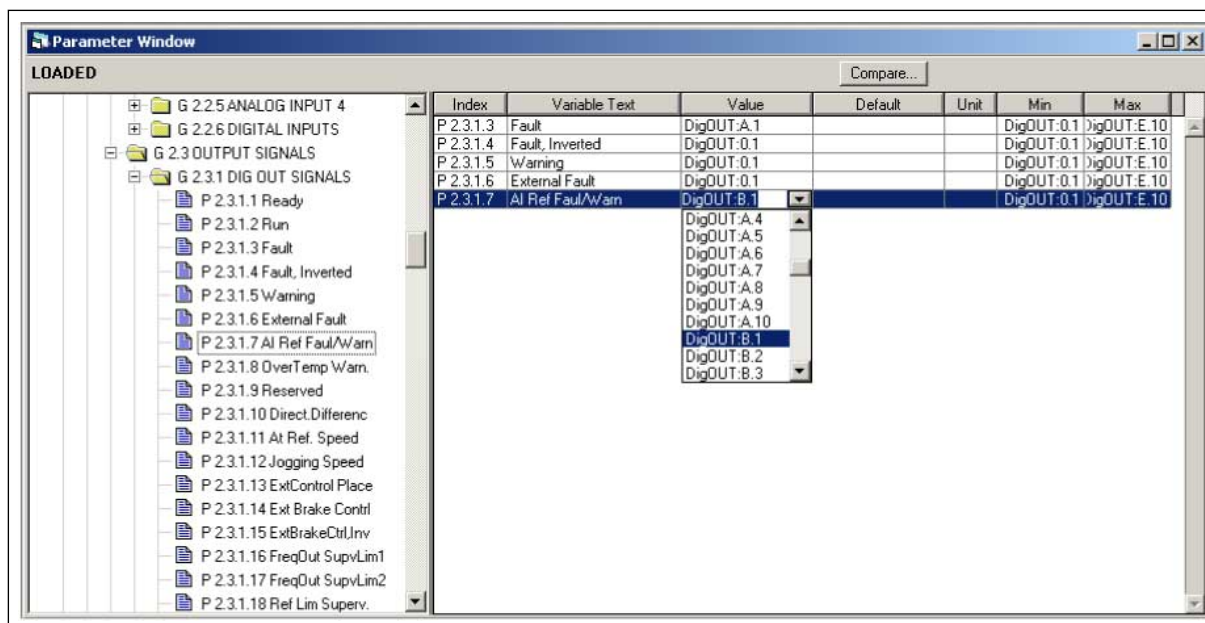 Parameter Window
LOADED
Compare...
G 2.2.5 ANALOG INPUT 4
G 2.2.6 DIGITAL INPUTS
G 2.3 OUTPUT SIGNALS
G 2.3.1 DIG OUT SIGNALS
P 2.3.1.1 Ready
P 2.3.1.2 Run
P 2.3.1.3 Fault
P 2.3.1.4 Fault, Inverted
P 2.3.1.5 Warning
P 2.3.1.6 External Fault
P 2.3.1.7 AI Ref Faul/Warn
P 2.3.1.8 OverTemp Warn.
P 2.3.1.9 Reserved
P 2.3.1.10 Direct.Differenc
P 2.3.1.11 At Ref. Speed
P 2.3.1.12 Jogging Speed
P 2.3.1.13 ExtControl Place
P 2.3.1.14 Ext Brake Contrl
P 2.3.1.15 ExtBrakeCtrl,Inv
P 2.3.1.16 FreqOut SupvLim1
P 2.3.1.17 FreqOut SupvLim2
P 2.3.1.18 Ref Lim Superv.
Index Variable Text Value Default Unit Min Max
P 2.3.1.3 Fault DigOUT:A.1 DigOUT:0.1 )igOUT:E.10
P 2.3.1.4 Fault, Inverted DigOUT:0.1 DigOUT:0.1 )igOUT:E.10
P 2.3.1.5 Warning DigOUT:0.1 DigOUT:0.1 )igOUT:E.10
P 2.3.1.6 External Fault DigOUT:0.1 DigOUT:0.1 )igOUT:E.10
P 2.3.1.7 AI Ref Faul/Warn DigOUT:B.1 DigOUT:0.1 )igOUT:E.10
DigOUT:A.4
DigOUT:A.5
DigOUT:A.6
DigOUT:A.7
DigOUT:A.8
DigOUT:A.9
DigOUT:A.10
DigOUT:B.1
DigOUT:B.2
DigOUT:B.3